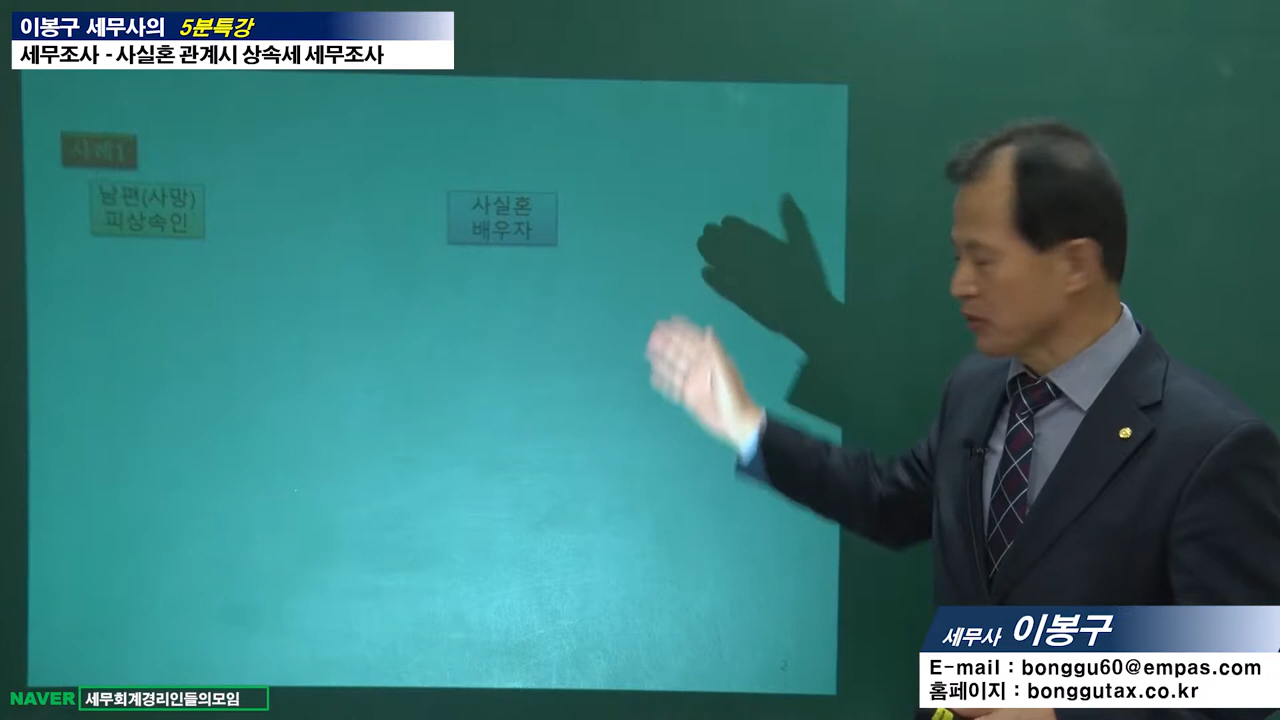 이봉구 세무사의 5분특강
세무조사 - 사실혼 관계시 상속세 세무조사
사례1
남편(사망)
피상속인
사실혼
배우자
2
세무사 이봉구
E-mail : bonggu60@empas.com
홈페이지 : bonggutax.co.kr
NAVER 세무회계경리인들의모임